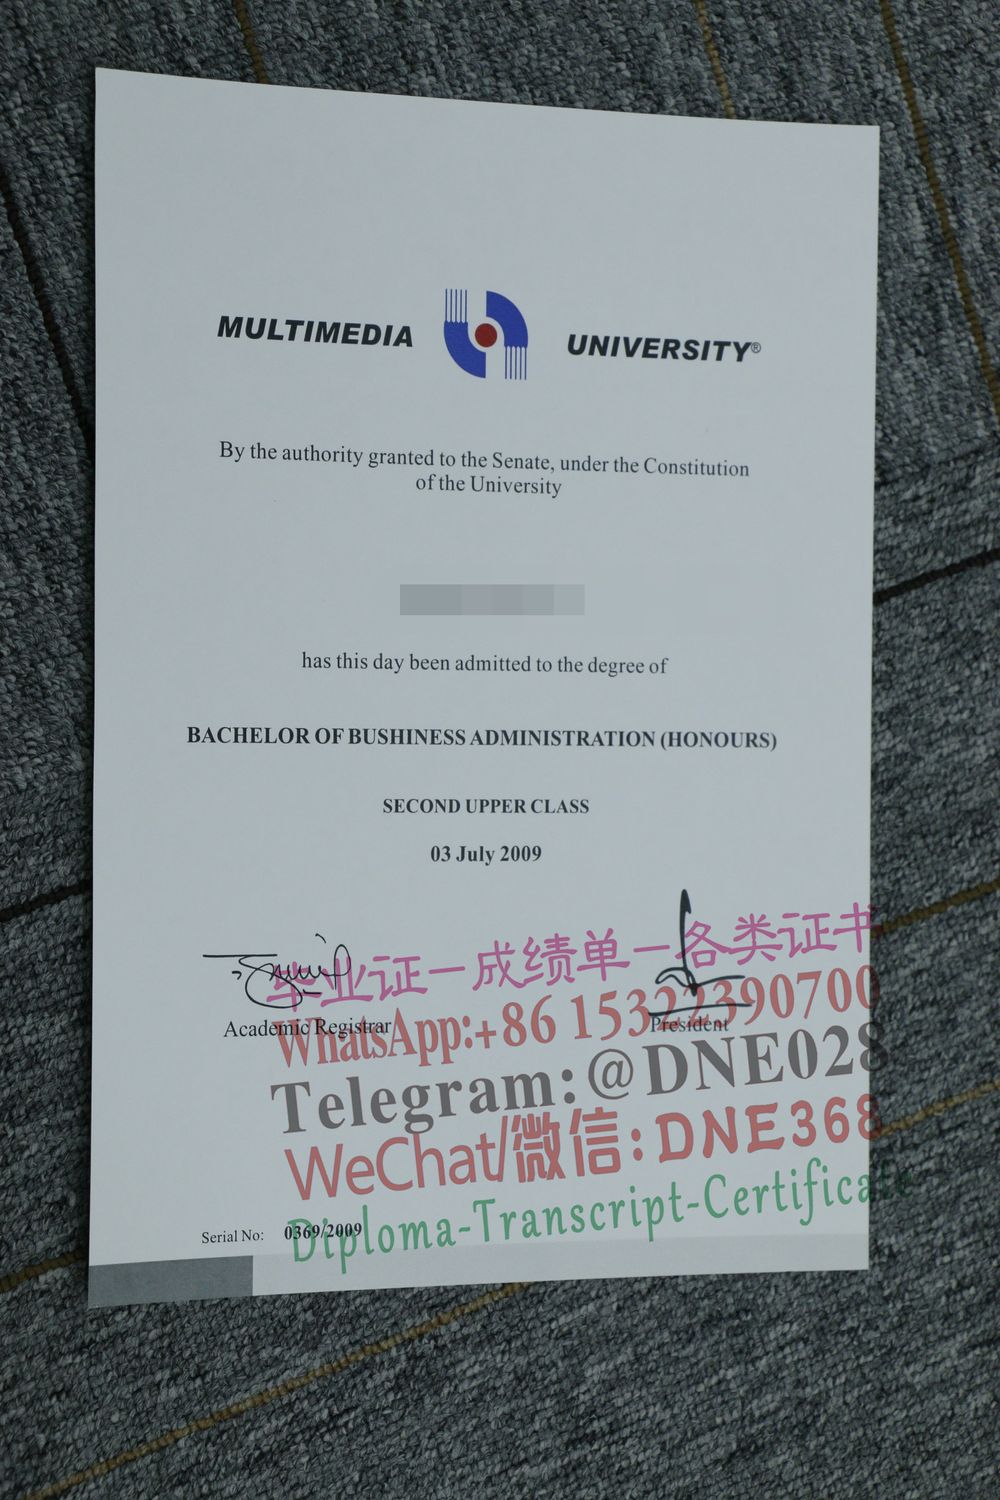 MULTIMEDIA UNIVERSITY®
By the authority granted to the Senate, under the Constitution
of the University
has this day been admitted to the degree of
BACHELOR OF BUSHINESS ADMINISTRATION (HONOURS)
SECOND UPPER CLASS
03 July 2009
毕业证—成绩单—各类证书
Academic Registrar
President
WhatsApp:+86 15322390700
Telegram:@DNE028
WeChat/微信:DNE368
Diploma-Transcript-Certificate
Serial No: 0369/2009